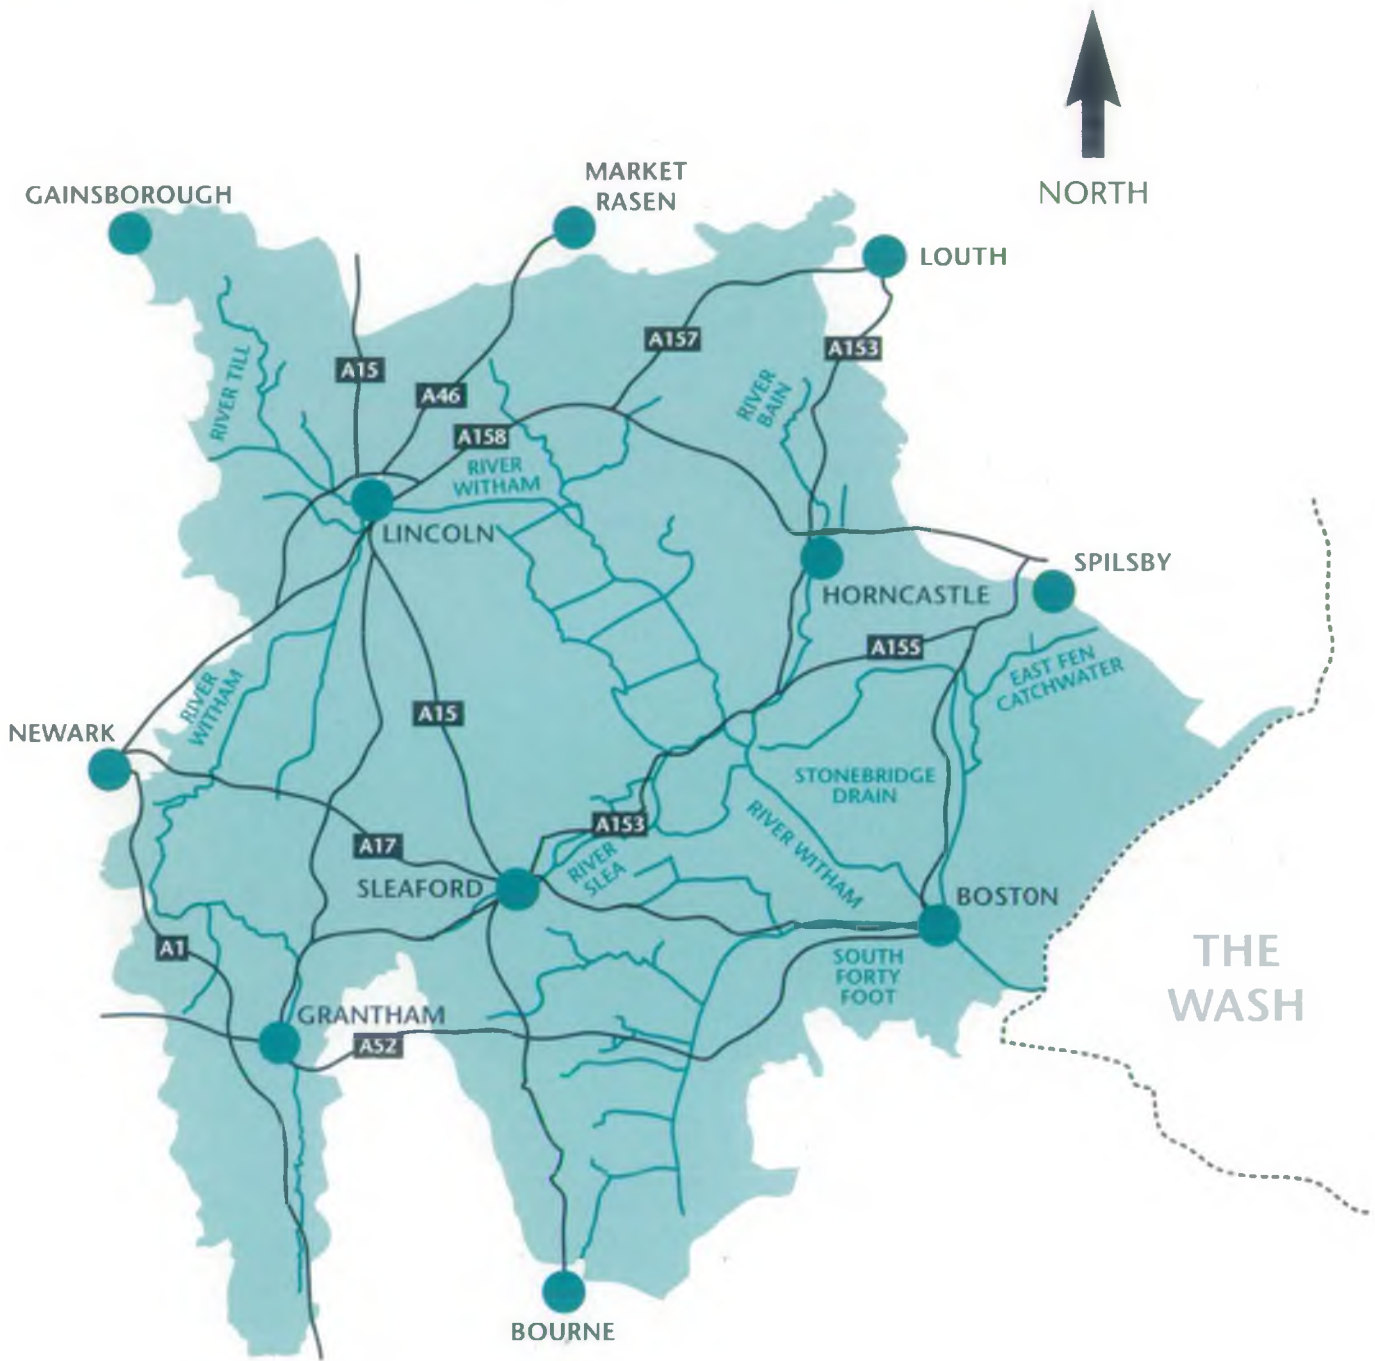 NORTH
MARKET
RASEN
GAINSBOROUGH
LOUTH
A157
A153
A15
A46
RIVER TILL
RIVER
BAIN
A158
RIVER
WITHAM
LINCOLN
SPILSBY
HORNCASTLE
A155
EAST FEN
CATCHWATER
RIVER
WITHAM
A15
NEWARK
STONEBRIDGE
DRAIN
A153
RIVER WITHAM
A17
RIVER
SLEA
SLEAFORD
BOSTON
A1
THE
WASH
SOUTH
FORTY
FOOT
GRANTHAM
A52
BOURNE